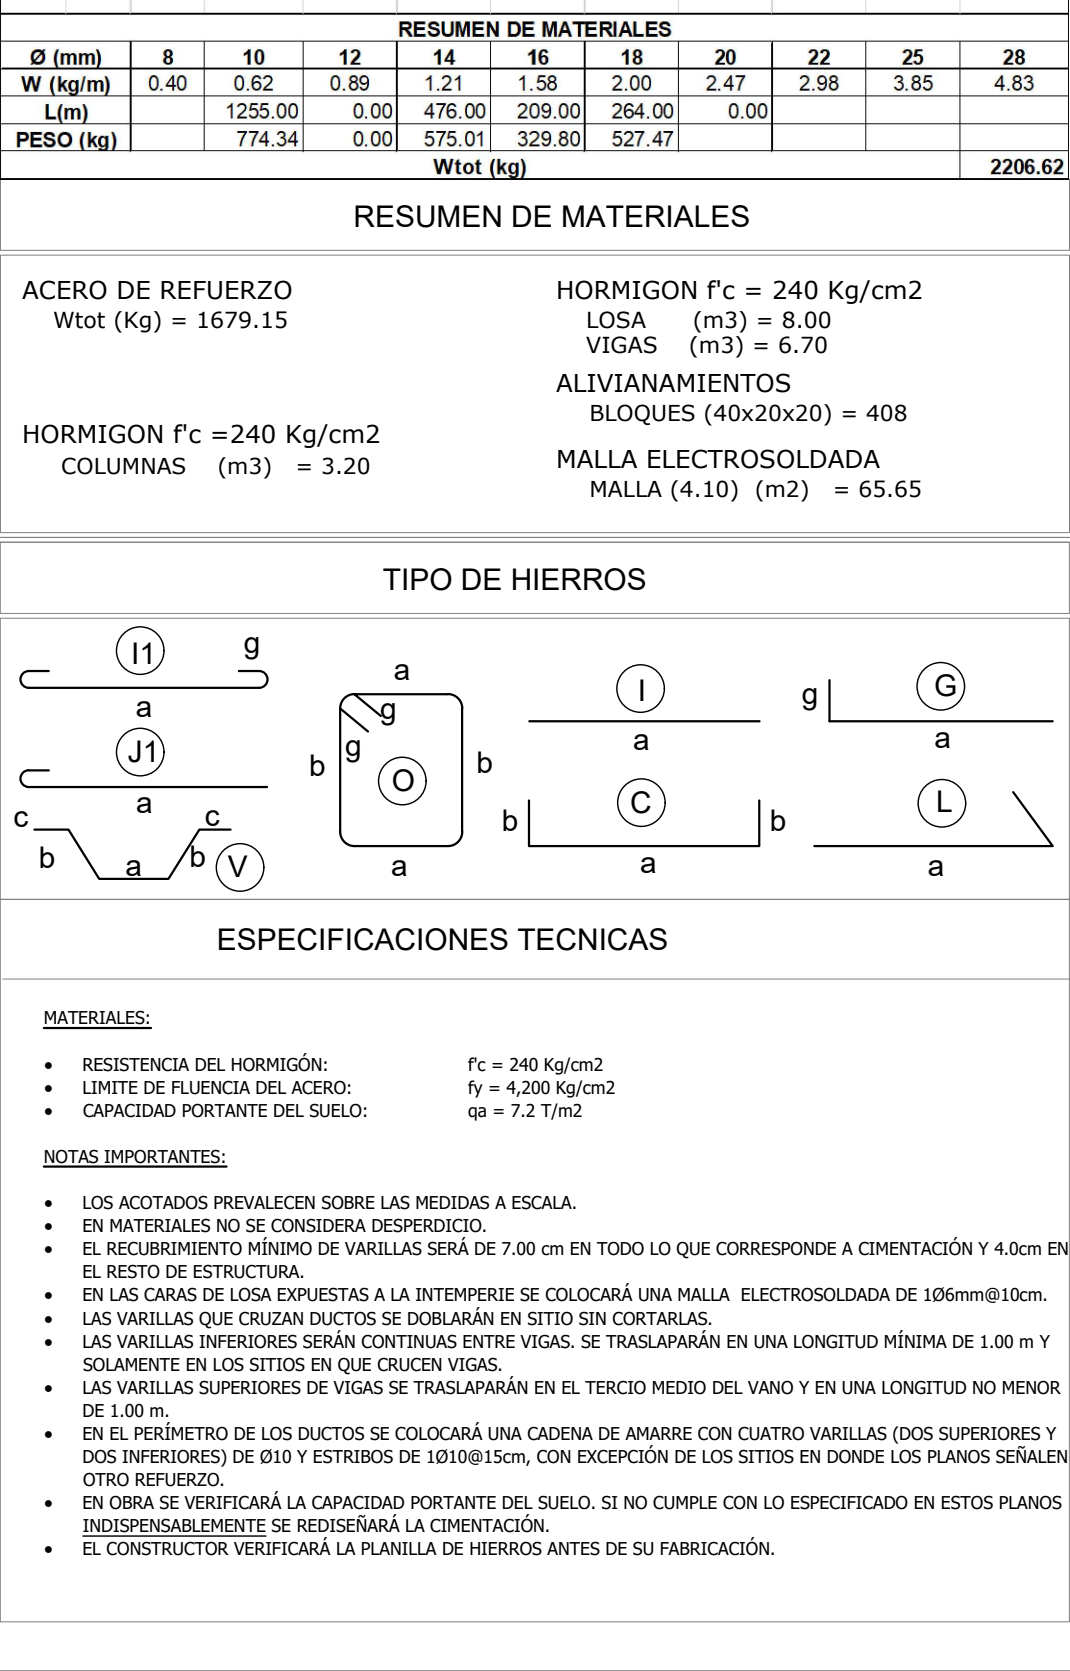 RESUMEN DE MATERIALES
Ø (mm) 8 10 12 14 16 18 20 22 25 28
W (kg/m) 0.40 0.62 0.89 1.21 1.58 2.00 2.47 2.98 3.85 4.83
L(m) 1255.00 0.00 476.00 209.00 264.00 0.00
PESO (kg) 774.34 0.00 575.01 329.80 527.47
Wtot (kg) 2206.62
RESUMEN DE MATERIALES
ACERO DE REFUERZO
Wtot (Kg) = 1679.15
HORMIGON f'c =240 Kg/cm2
COLUMNAS (m3) = 3.20
HORMIGON f'c = 240 Kg/cm2
LOSA (m3) = 8.00
VIGAS (m3) = 6.70
ALIVIANAMIENTOS
BLOQUES (40x20x20) = 408
MALLA ELECTROSOLDADA
MALLA (4.10) (m2) = 65.65
TIPO DE HIERROS
I1 g
a
J1
a
c c
b a b V
a
g
g
b b
O
a
I
a
C
b b
a
G
g
a
L
a
ESPECIFICACIONES TECNICAS
MATERIALES:
• RESISTENCIA DEL HORMIGÓN: f'c = 240 Kg/cm2
• LIMITE DE FLUENCIA DEL ACERO: fy = 4,200 Kg/cm2
• CAPACIDAD PORTANTE DEL SUELO: qa = 7.2 T/m2
NOTAS IMPORTANTES:
• LOS ACOTADOS PREVALECEN SOBRE LAS MEDIDAS A ESCALA.
• EN MATERIALES NO SE CONSIDERA DESPERDICIO.
• EL RECUBRIMIENTO MÍNIMO DE VARILLAS SERÁ DE 7.00 cm EN TODO LO QUE CORRESPONDE A CIMENTACIÓN Y 4.0cm EN
EL RESTO DE ESTRUCTURA.
• EN LAS CARAS DE LOSA EXPUESTAS A LA INTEMPERIE SE COLOCARÁ UNA MALLA ELECTROSOLDADA DE 1Ø6mm@10cm.
• LAS VARILLAS QUE CRUZAN DUCTOS SE DOBLARÁN EN SITIO SIN CORTARLAS.
• LAS VARILLAS INFERIORES SERÁN CONTINUAS ENTRE VIGAS. SE TRASLAPARÁN EN UNA LONGITUD MÍNIMA DE 1.00 m Y
SOLAMENTE EN LOS SITIOS EN QUE CRUCEN VIGAS.
• LAS VARILLAS SUPERIORES DE VIGAS SE TRASLAPARÁN EN EL TERCIO MEDIO DEL VANO Y EN UNA LONGITUD NO MENOR
DE 1.00 m.
• EN EL PERÍMETRO DE LOS DUCTOS SE COLOCARÁ UNA CADENA DE AMARRE CON CUATRO VARILLAS (DOS SUPERIORES Y
DOS INFERIORES) DE Ø10 Y ESTRIBOS DE 1Ø10@15cm, CON EXCEPCIÓN DE LOS SITIOS EN DONDE LOS PLANOS SEÑALEN
OTRO REFUERZO.
• EN OBRA SE VERIFICARÁ LA CAPACIDAD PORTANTE DEL SUELO. SI NO CUMPLE CON LO ESPECIFICADO EN ESTOS PLANOS
INDISPENSABLEMENTE SE REDISEÑARÁ LA CIMENTACIÓN.
• EL CONSTRUCTOR VERIFICARÁ LA PLANILLA DE HIERROS ANTES DE SU FABRICACIÓN.